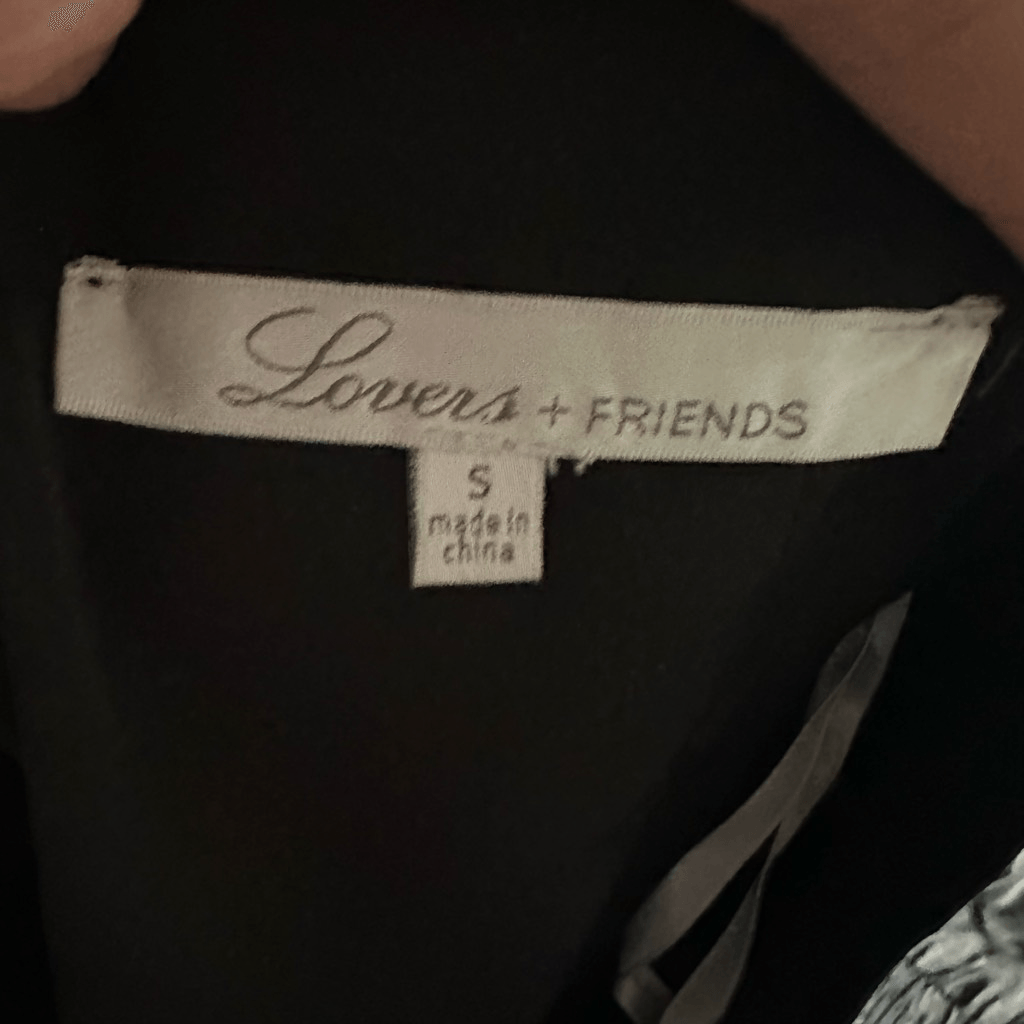 Lovers + FRIENDS
S
made in
china